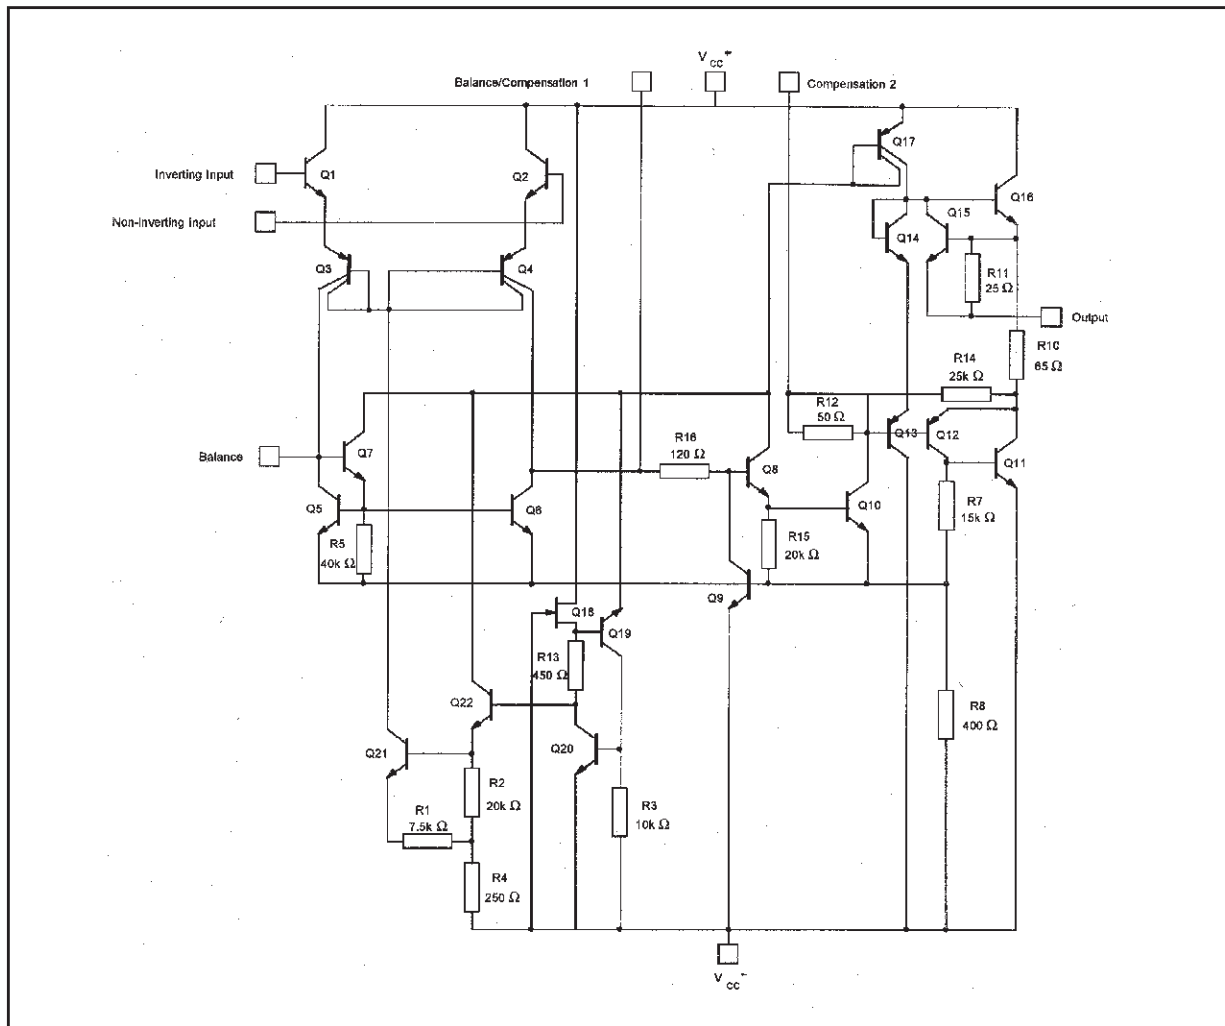 V CC +
Balance/Compensation 1
Compensation 2
Q17
Inverting Input
Q1
Q2
Q16
Non-Inverting Input
Q15
Q14
Q3
Q4
R11
25 Ω
Output
R10
65 Ω
R14
25k Ω
R12
50 Ω
Q13
Q12
R16
120 Ω
Balance
Q7
Q8
Q11
Q5
Q6
Q10
R7
15k Ω
R5
40k Ω
R15
20k Ω
Q9
Q18
Q19
R13
450 Ω
Q22
R8
400 Ω
Q21
Q20
R2
20k Ω
R3
10k Ω
R1
7.5k Ω
R4
250 Ω
V CC -